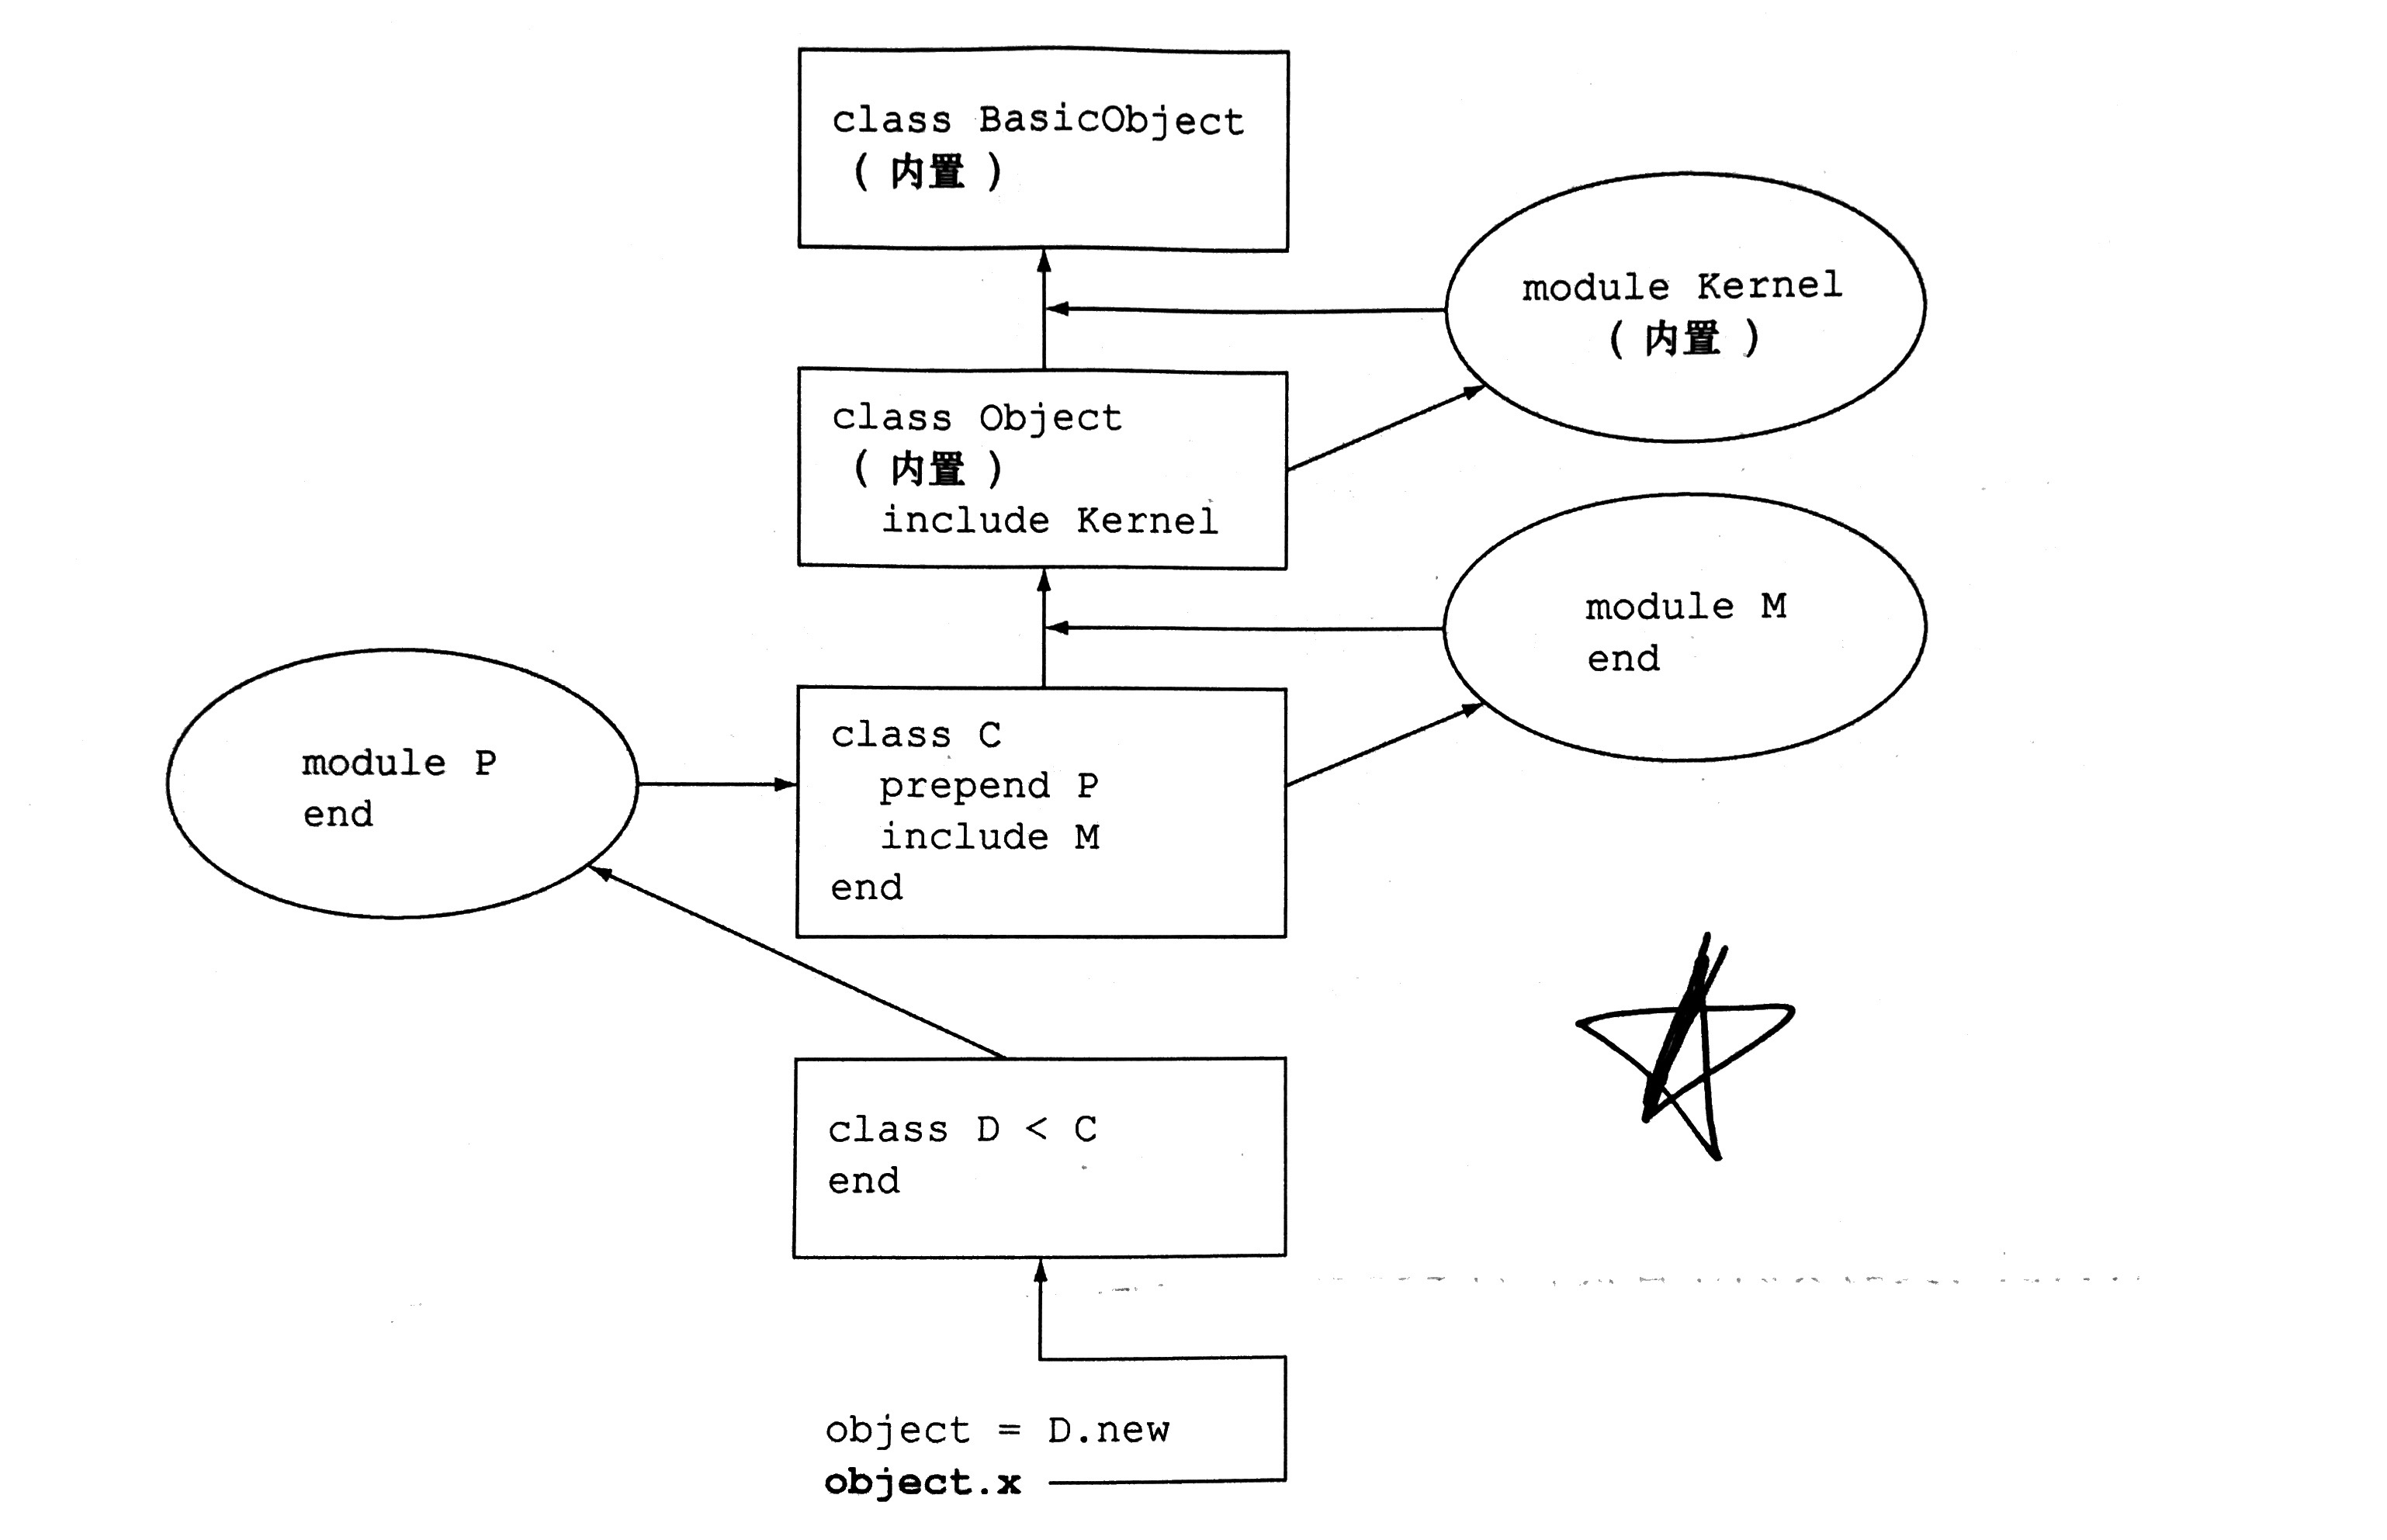 class BasicObject
( 内置 )
module Kernel
( 内置 )
class Object
( 内置 )
include Kernel
module M
end
module P
end
class C
prepend P
include M
end
class D < C
end
object = D.new
object.x